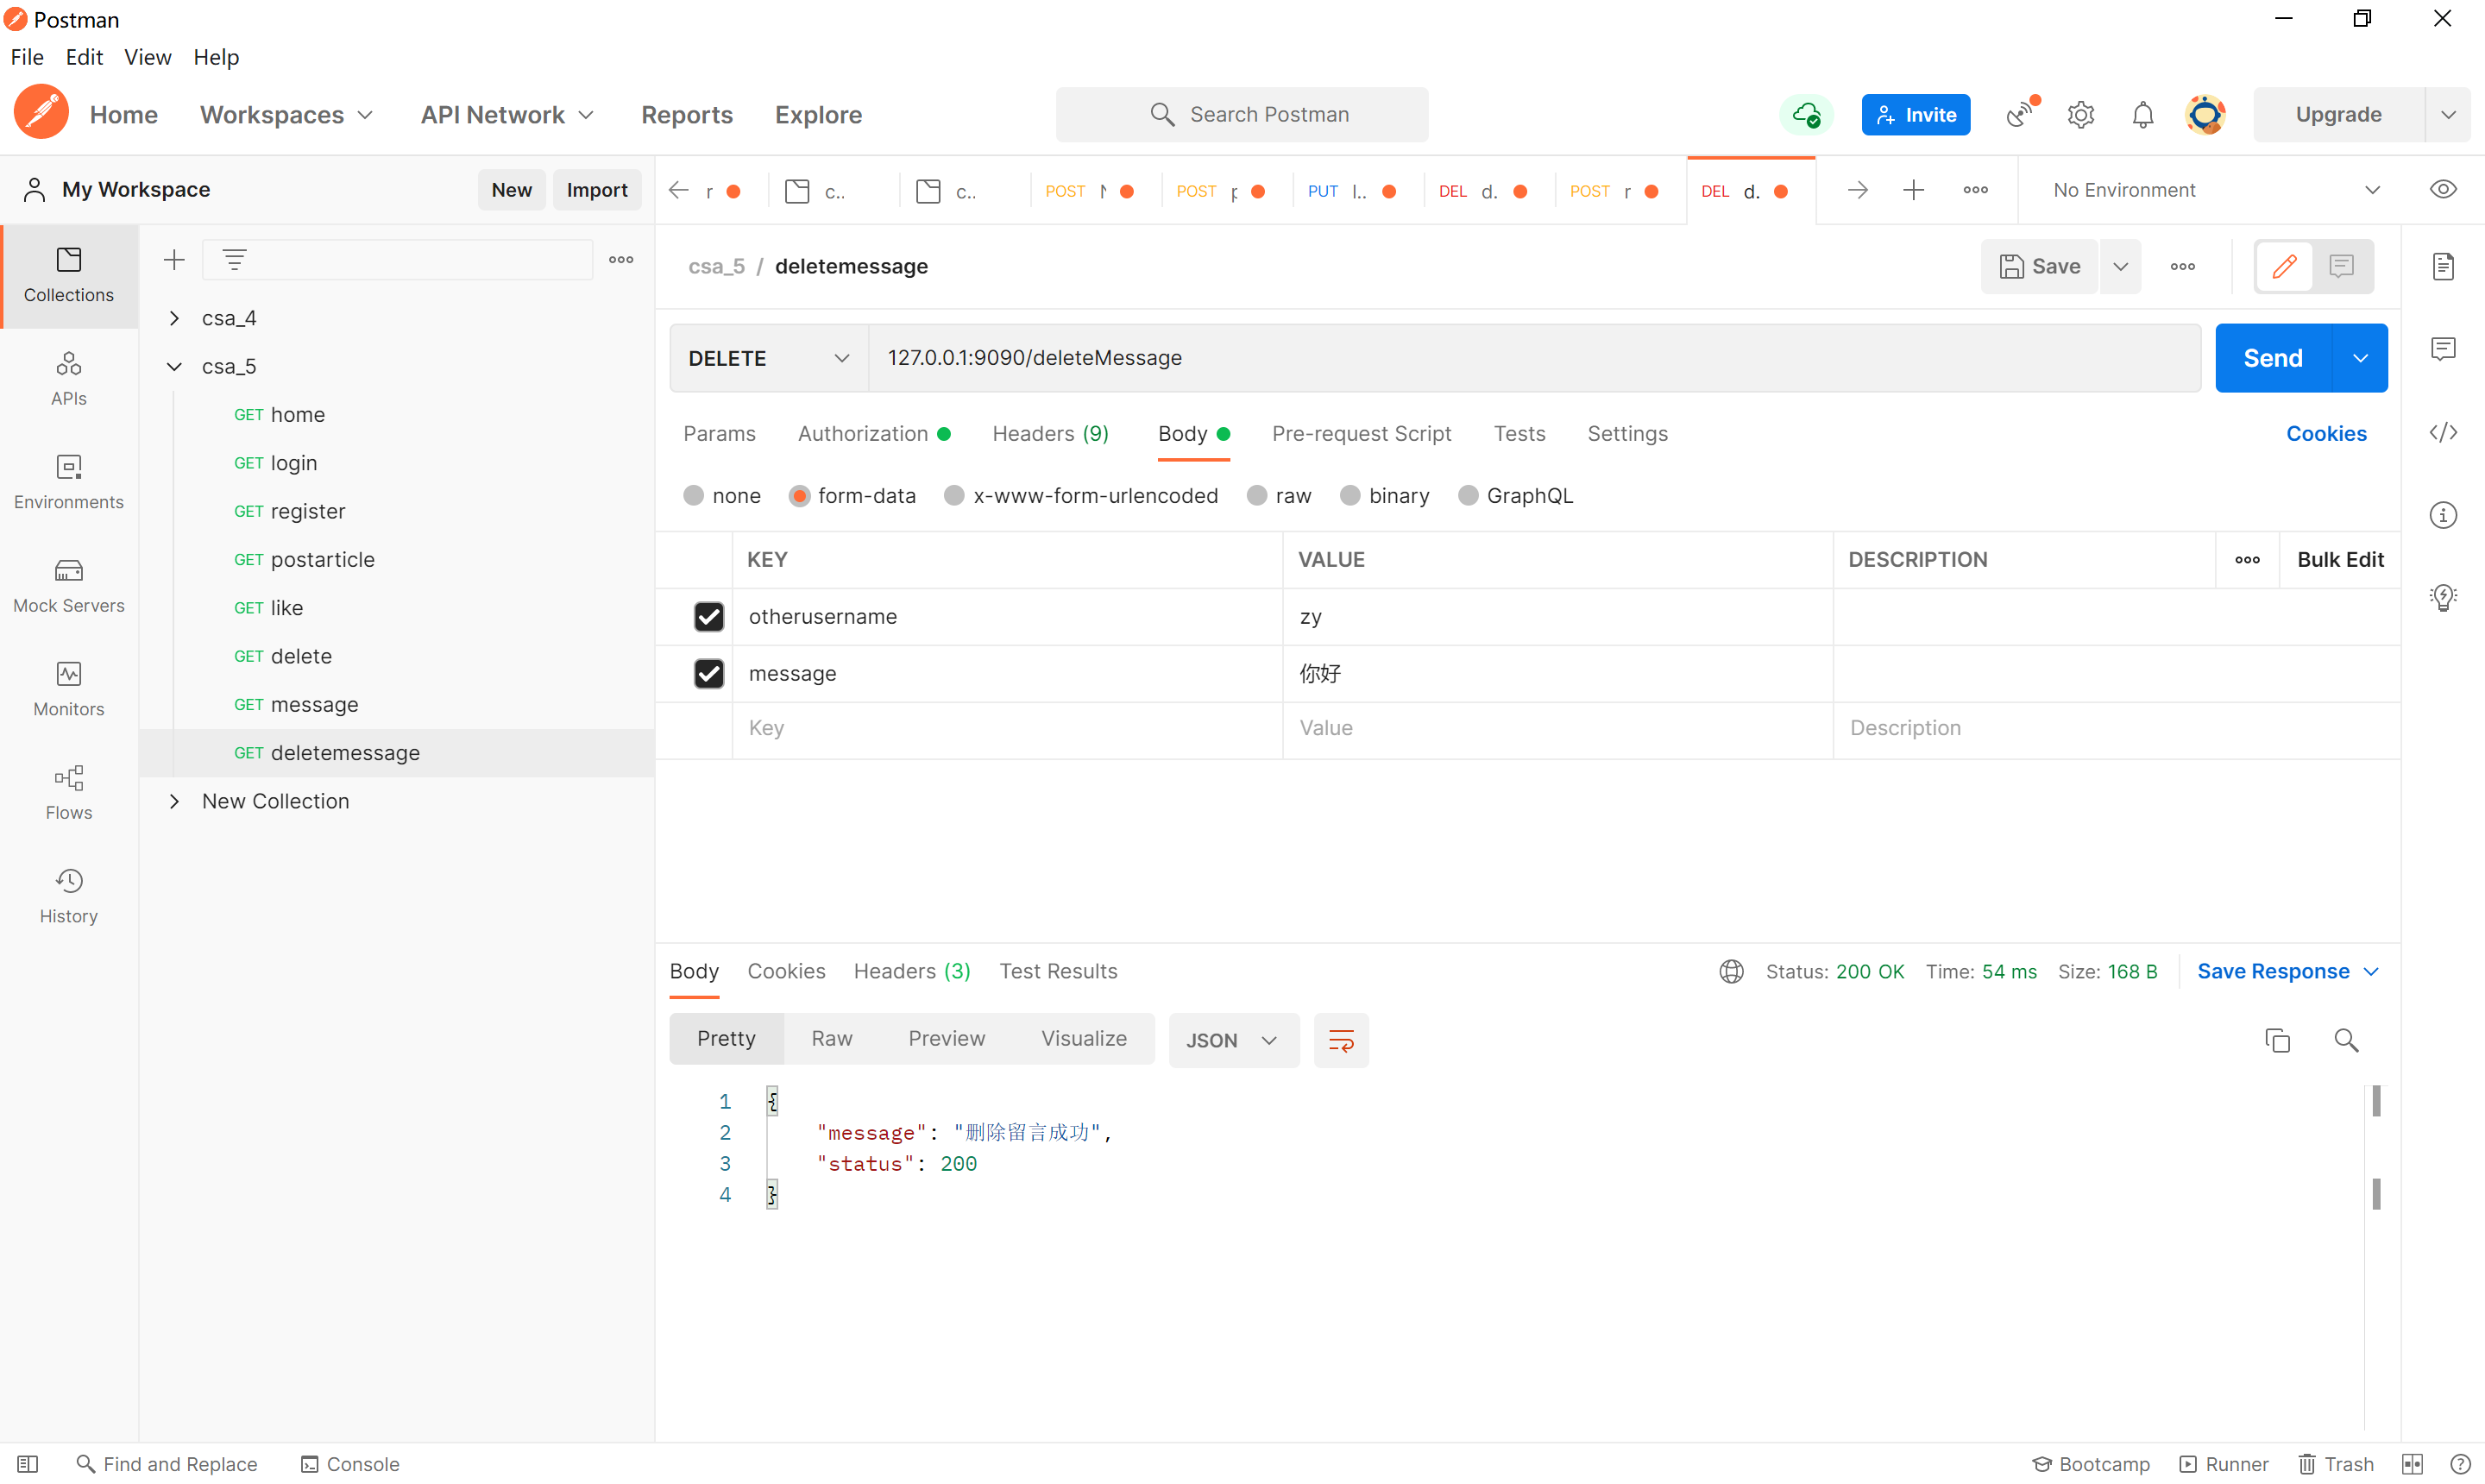 Postman
File Edit View Help
Home Workspaces API Network Reports Explore Search Postman Invite Upgrade
My Workspace New Import
r c.. c.. POST POST PUT l.. DEL d. POST r DEL d. No Environment
csa_5 / deletemessage Save
DELETE 127.0.0.1:9090/deleteMessage Send
Params Authorization Headers (9) Body Pre-request Script Tests Settings Cookies
none form-data x-www-form-urlencoded raw binary GraphQL
KEY VALUE DESCRIPTION Bulk Edit
otherusername zy
message 你好
Key Value Description
Collections
APIs
Environments
Mock Servers
Monitors
Flows
History
csa_4
csa_5
GET home
GET login
GET register
GET postarticle
GET like
GET delete
GET message
GET deletemessage
New Collection
Body Cookies Headers (3) Test Results Status: 200 OK Time: 54 ms Size: 168 B Save Response
Pretty Raw Preview Visualize JSON
1 {
2 "message": "删除留言成功",
3 "status": 200
4 }
Find and Replace Console Bootcamp Runner Trash